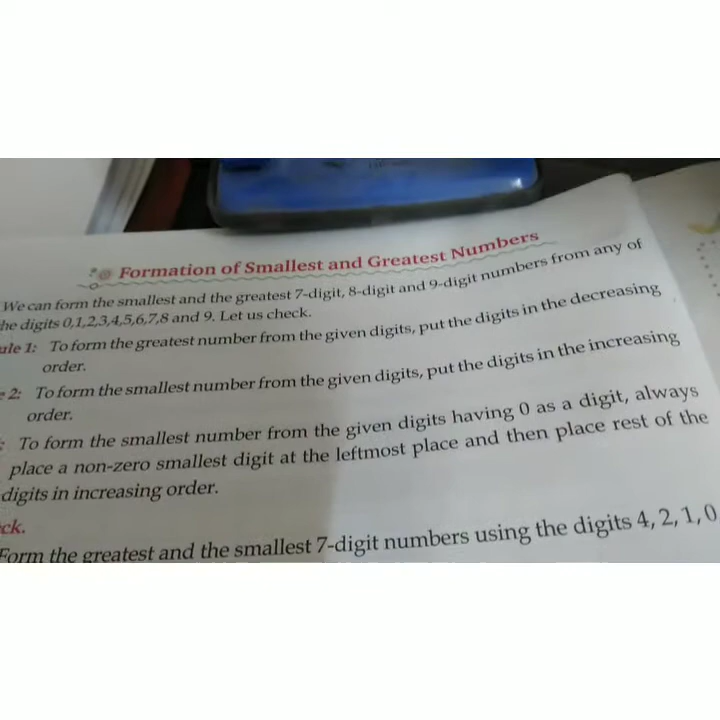 Formation of Smallest and Greatest Numbers
We can form the smallest and the greatest 7-digit, 8-digit and 9-digit numbers from any of
he digits 0,1,2,3,4,5,6,7,8 and 9. Let us check.
ule 1: To form the greatest number from the given digits, put the digits in the decreasing
order.
e 2: To form the smallest number from the given digits, put the digits in the increasing
order.
: To form the smallest number from the given digits having 0 as a digit, always
place a non-zero smallest digit at the leftmost place and then place rest of the
digits in increasing order.
ck.
Form the greatest and the smallest 7-digit numbers using the digits 4, 2, 1, 0